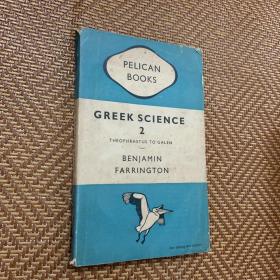 PELICAN
BOOKS
GREEK SCIENCE
2
THEOPHRASTUS TO GALEN
BENJAMIN
FARRINGTON